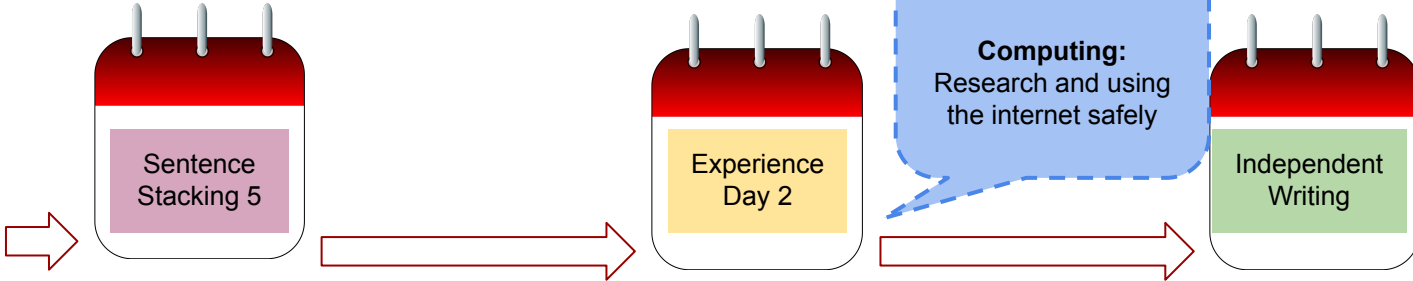 Sentence
Stacking 5
Experience
Day 2
Computing:
Research and using
the internet safely
Independent
Writing